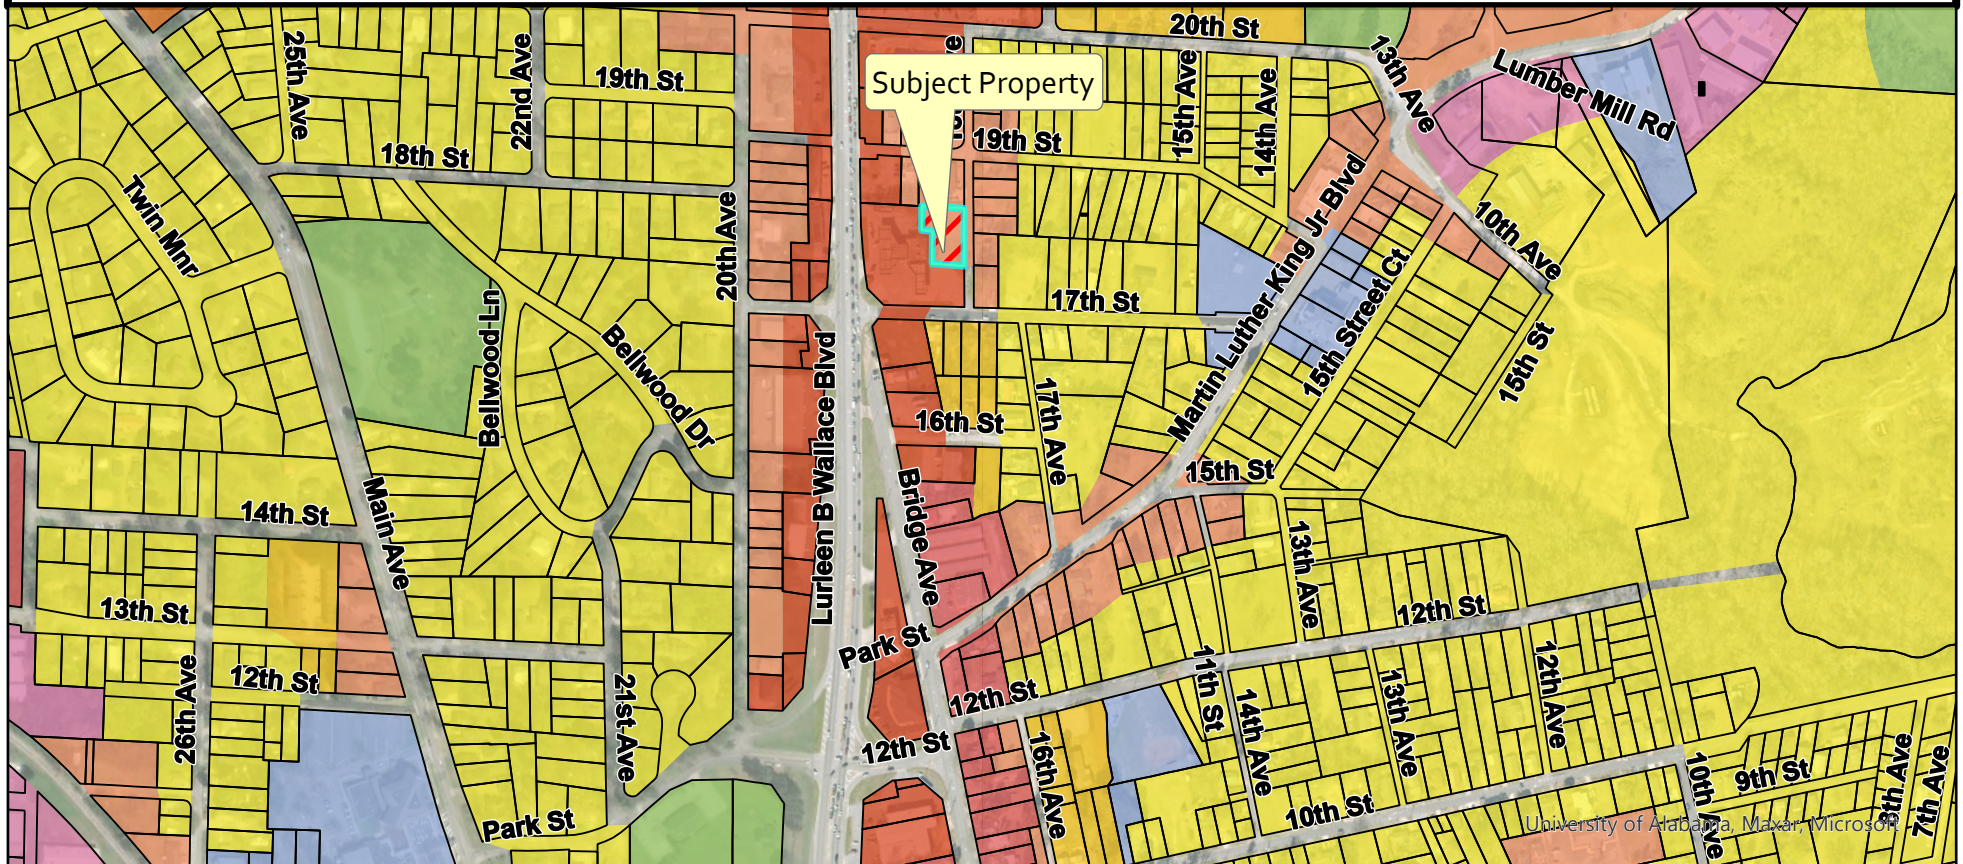 20th St
25th Ave
22nd Ave
19th St
Subject Property
15th Ave
14th Ave
13th Ave
Lumber Mill Rd
19th St
18th St
Twin Mnr
20th Ave
10th Ave
Martin Luther King Jr Blvd
15th Street Ct
17th St
Bellwood Ln
Bellwood Dr
Lurleen B Wallace Blvd
15th St
16th St
17th Ave
15th St
Main Ave
14th St
Bridge Ave
13th Ave
13th St
12th St
Park St
12th St
26th Ave
21st Ave
12th St
11th St
14th Ave
13th Ave
12th Ave
12th St
16th Ave
10th St
10th Ave
9th St
8th Ave
7th Ave
Park St
University of Alabama, Maxar, Microsoft